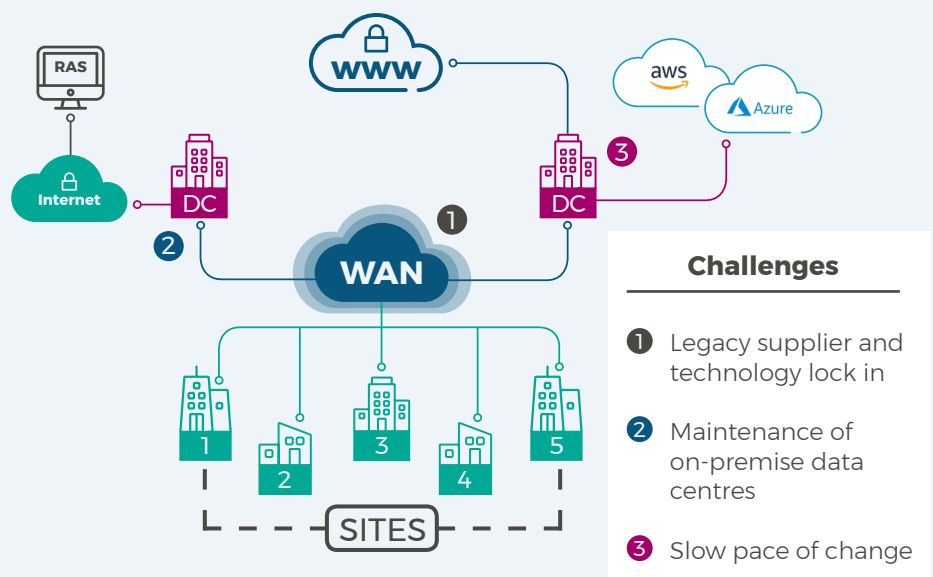 RAS
www
aws
Azure
Internet
DC
DC
3
1
2
WAN
1
2
3
4
5
SITES
Challenges
1 Legacy supplier and
technology lock in
2 Maintenance of
on-premise data
centres
3 Slow pace of change